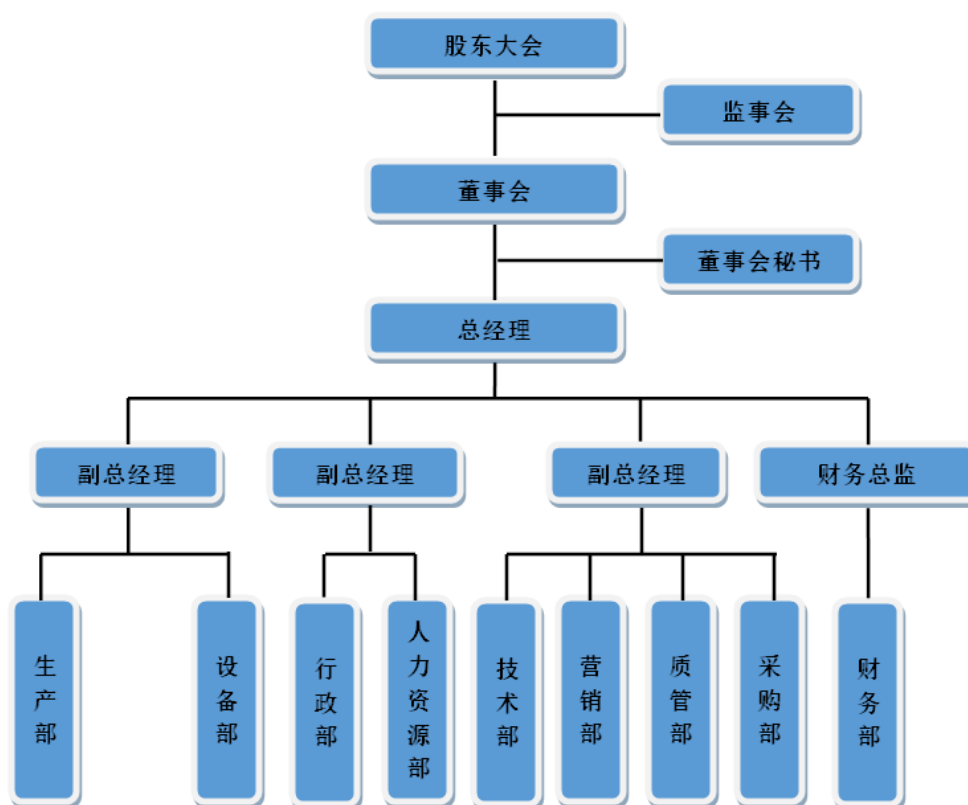 股东大会
监事会
董事会
董事会秘书
总经理
副总经理
副总经理
副总经理
财务总监
生产部
设备部
行政部
人力资源部
技术部
营销部
质管部
采购部
财务部